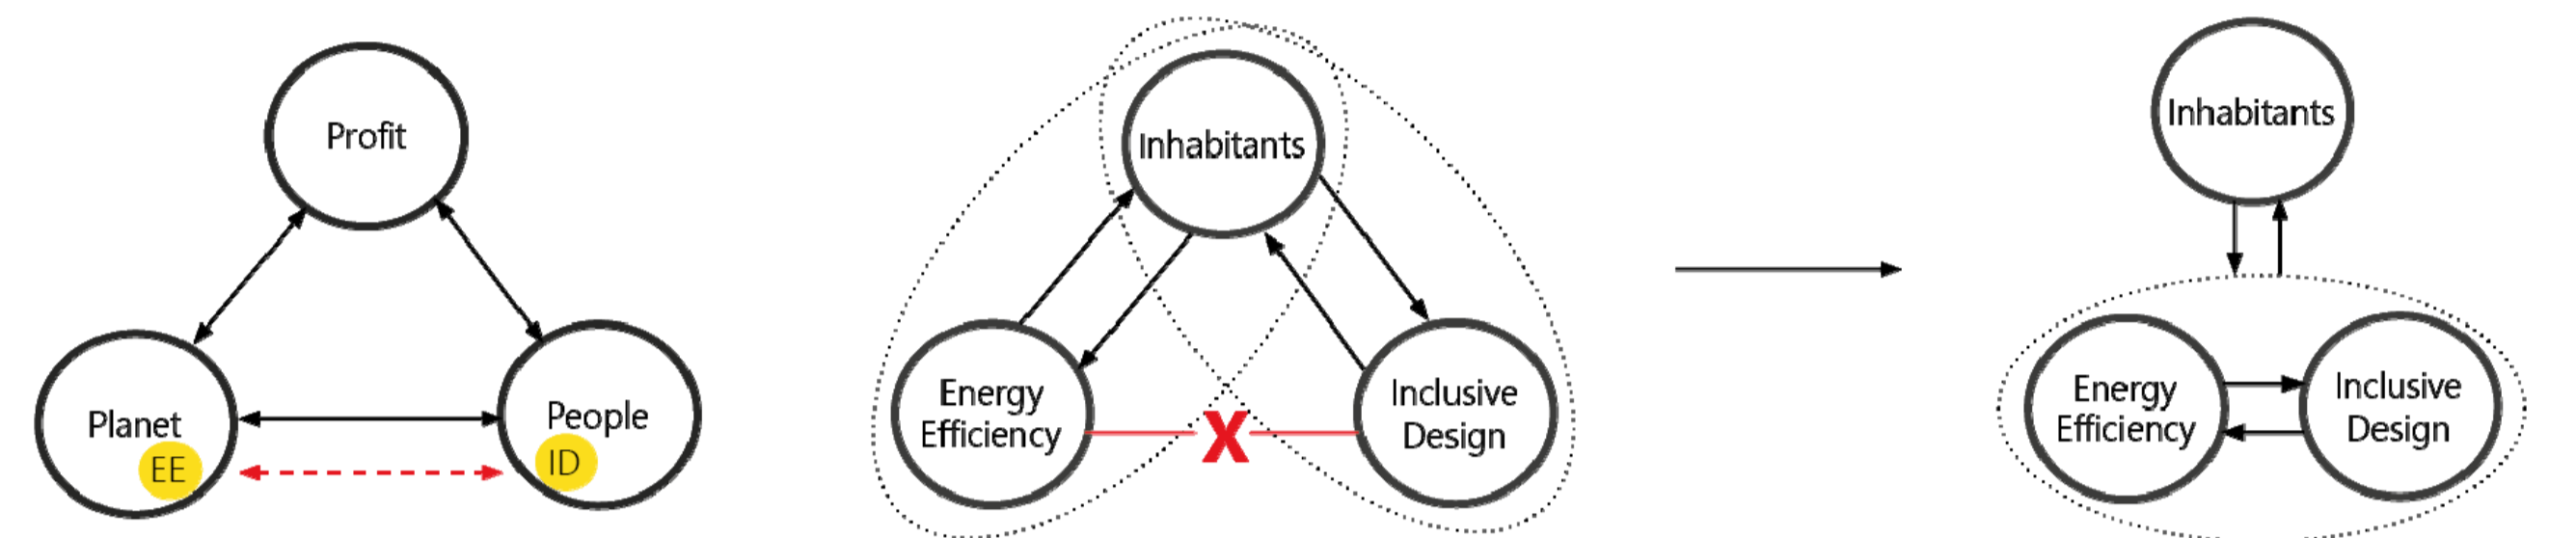 Profit
Planet
EE
People
ID
Inhabitants
Energy
Efficiency
X
Inclusive
Design
Inhabitants
Energy
Efficiency
Inclusive
Design